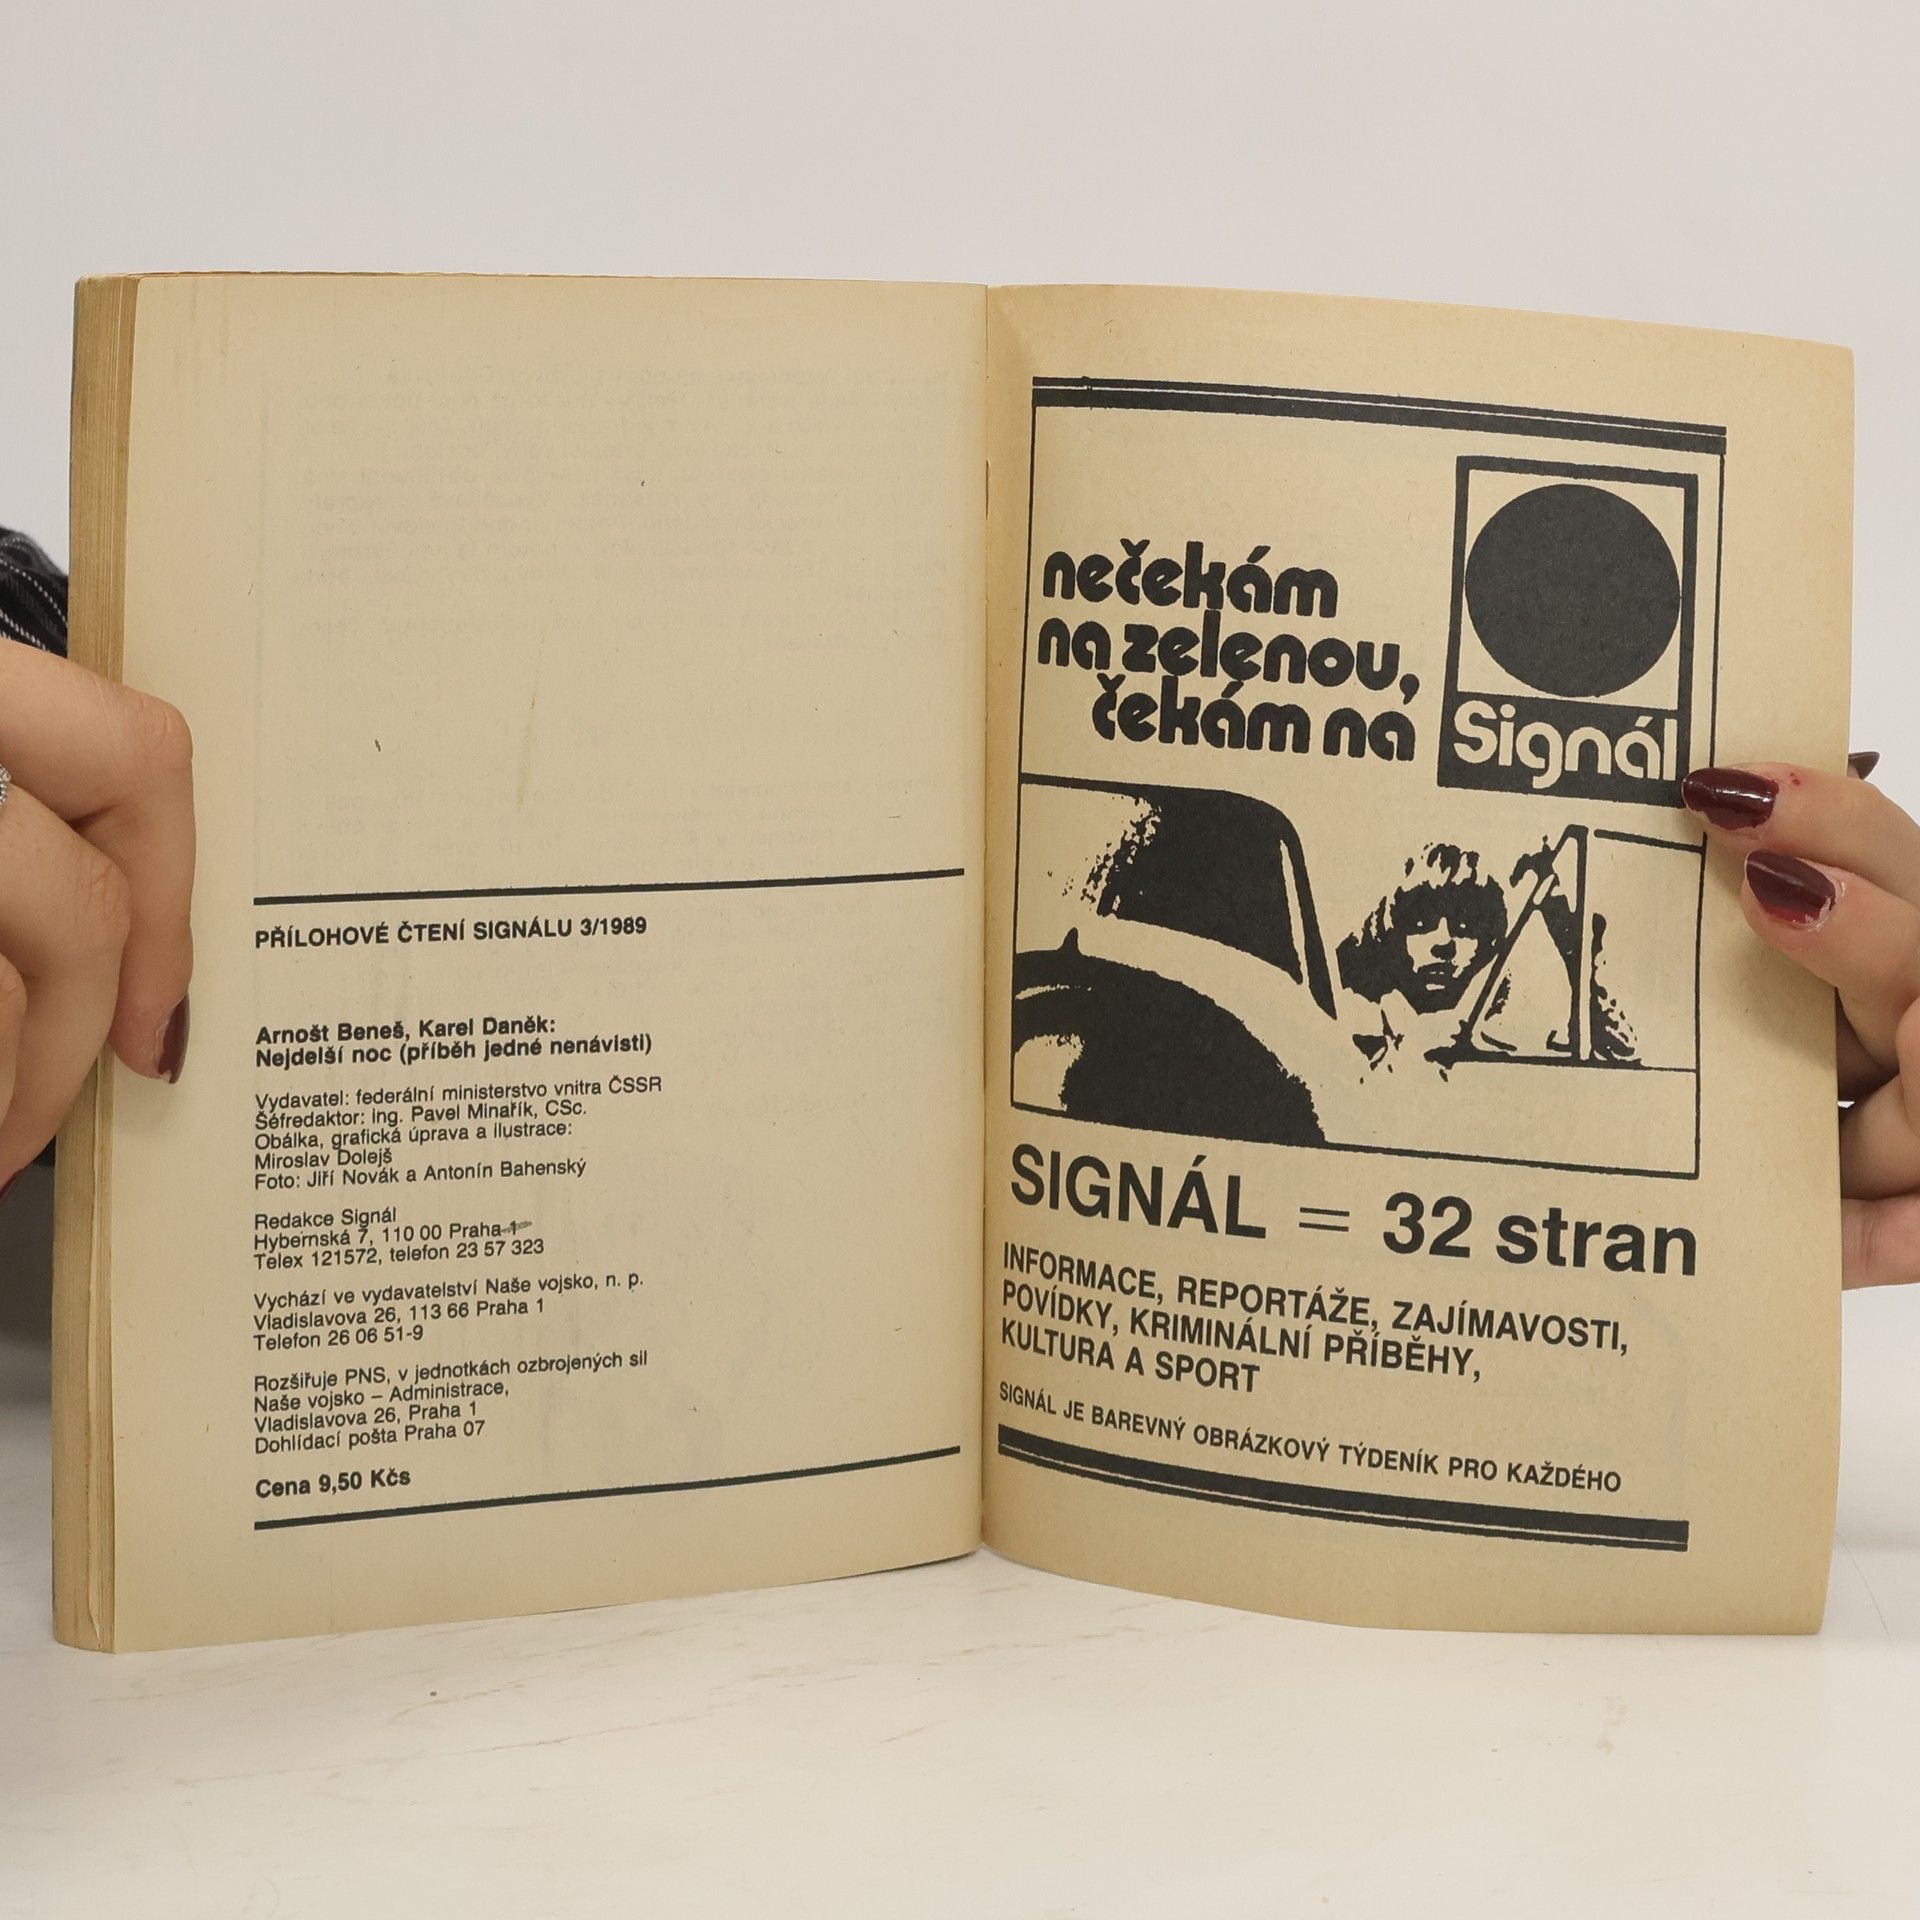 PŘÍLOHOVÉ ČTENÍ SIGNÁLU 3/1989
Arnošt Beneš, Karel Daněk:
Nejdelší noc (příběh jedné nenávisti)
Vydavatel: federální ministerstvo vnitra ČSSR
Šéfredaktor: ing. Pavel Minařík, CSc.
Obálka, grafická úprava a ilustrace:
Miroslav Dolejš
Foto: Jiří Novák a Antonín Bahenský
Redakce Signál
Hybernská 7, 110 00 Praha 1
Telex 121572, telefon 23 57 323
Vychází ve vydavatelství Naše vojsko, n. p.
Vladislavova 26, 113 66 Praha 1
Telefon 26 06 51-9
Rozšiřuje PNS, v jednotkách ozbrojených sil
Naše vojsko – Administrace,
Vladislavova 26, Praha 1
Dohlídací pošta Praha 07
Cena 9,50 Kčs
nečekám
na zelenou,
čekám na
Signál
SIGNÁL = 32 stran
INFORMACE, REPORTÁŽE, ZAJÍMAVOSTI,
POVÍDKY, KRIMINÁLNÍ PŘÍBĚHY,
KULTURA A SPORT
SIGNÁL JE BAREVNÝ OBRÁZKOVÝ TÝDENÍK PRO KAŽDÉHO